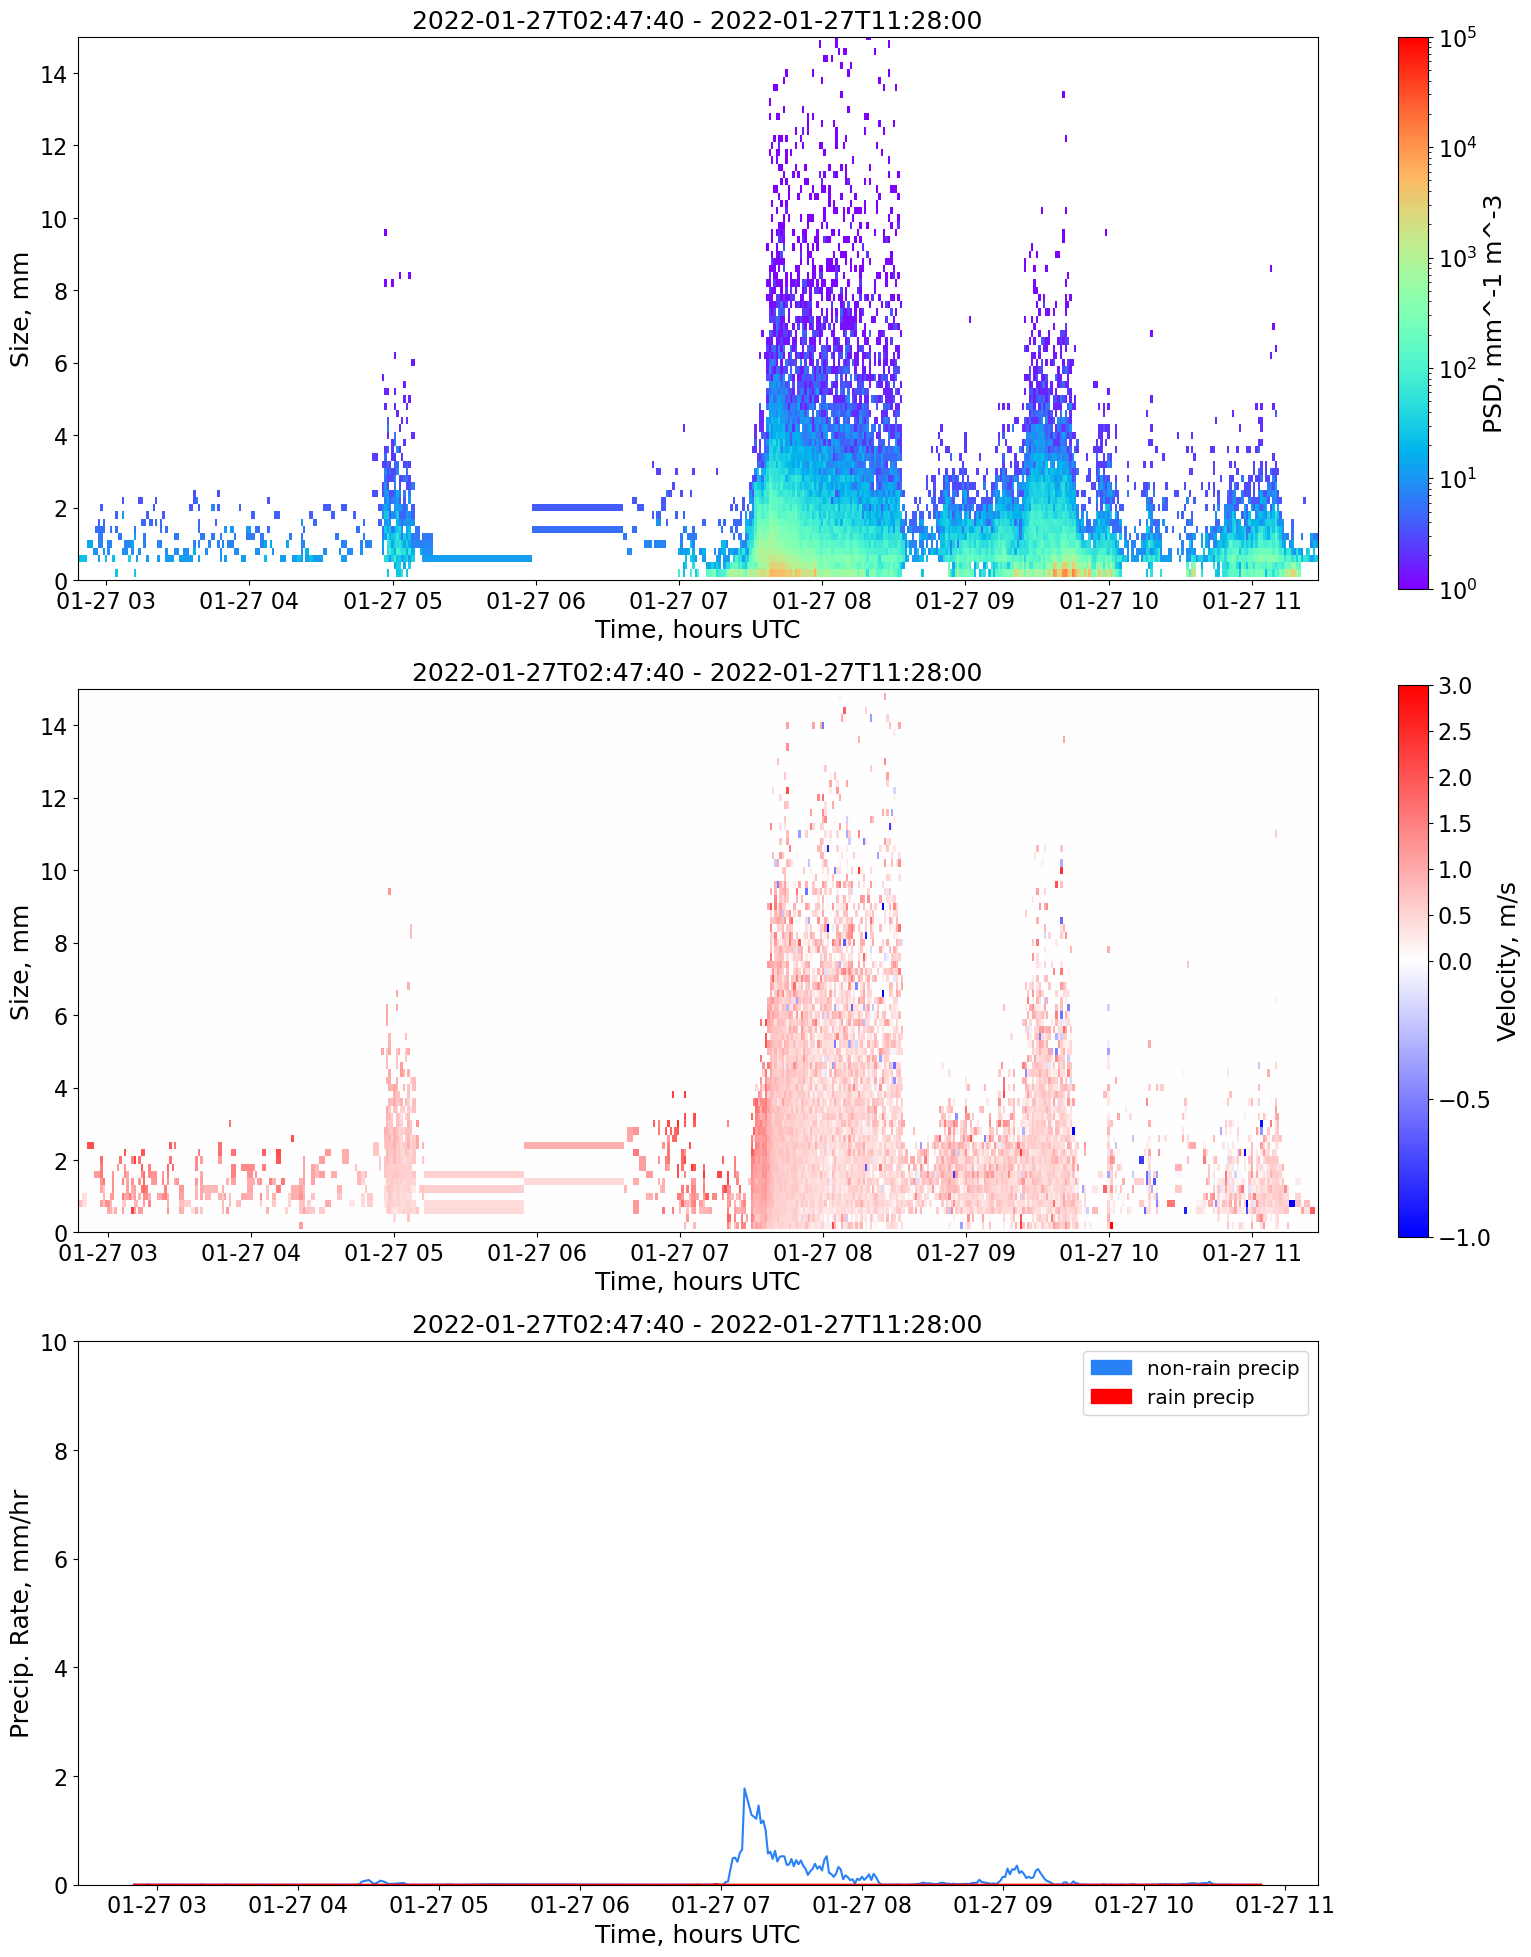 2022-01-27T02:47:40 - 2022-01-27T11:28:00
14
12
10
8
6
4
2
0
Size, mm
01-27 03 01-27 04 01-27 05 01-27 06 01-27 07 01-27 08 01-27 09 01-27 10 01-27 11
Time, hours UTC
10^5
10^4
10^3
10^2
10^1
10^0
PSD, mm^-1 m^-3
2022-01-27T02:47:40 - 2022-01-27T11:28:00
14
12
10
8
6
4
2
0
Size, mm
01-27 03 01-27 04 01-27 05 01-27 06 01-27 07 01-27 08 01-27 09 01-27 10 01-27 11
Time, hours UTC
3.0
2.5
2.0
1.5
1.0
0.5
0.0
−0.5
−1.0
Velocity, m/s
2022-01-27T02:47:40 - 2022-01-27T11:28:00
10
8
6
4
2
0
Precip. Rate, mm/hr
non-rain precip
rain precip
01-27 03 01-27 04 01-27 05 01-27 06 01-27 07 01-27 08 01-27 09 01-27 10 01-27 11
Time, hours UTC